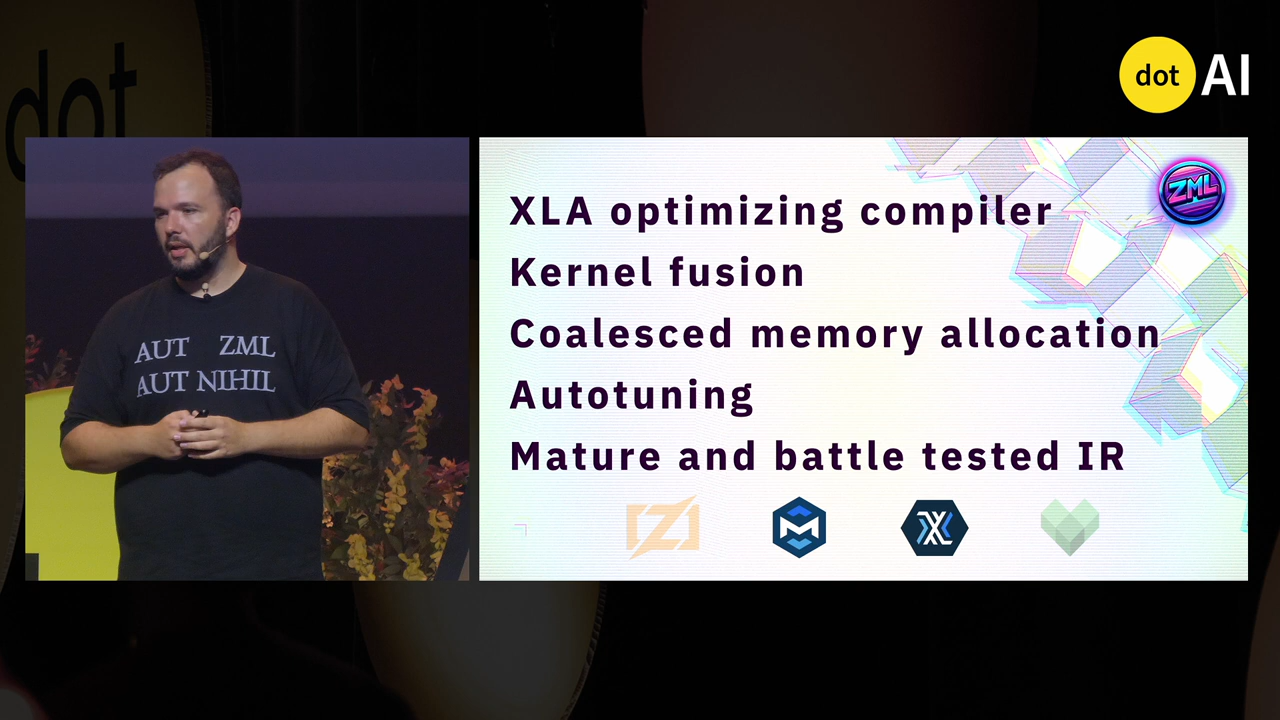 dot
dot AI
ZML
XLA optimizing compiler
Kernel fusion
Coalesced memory allocation
Autotuning
Mature and battle tested IR
AUT ZML
AUT NIHIL